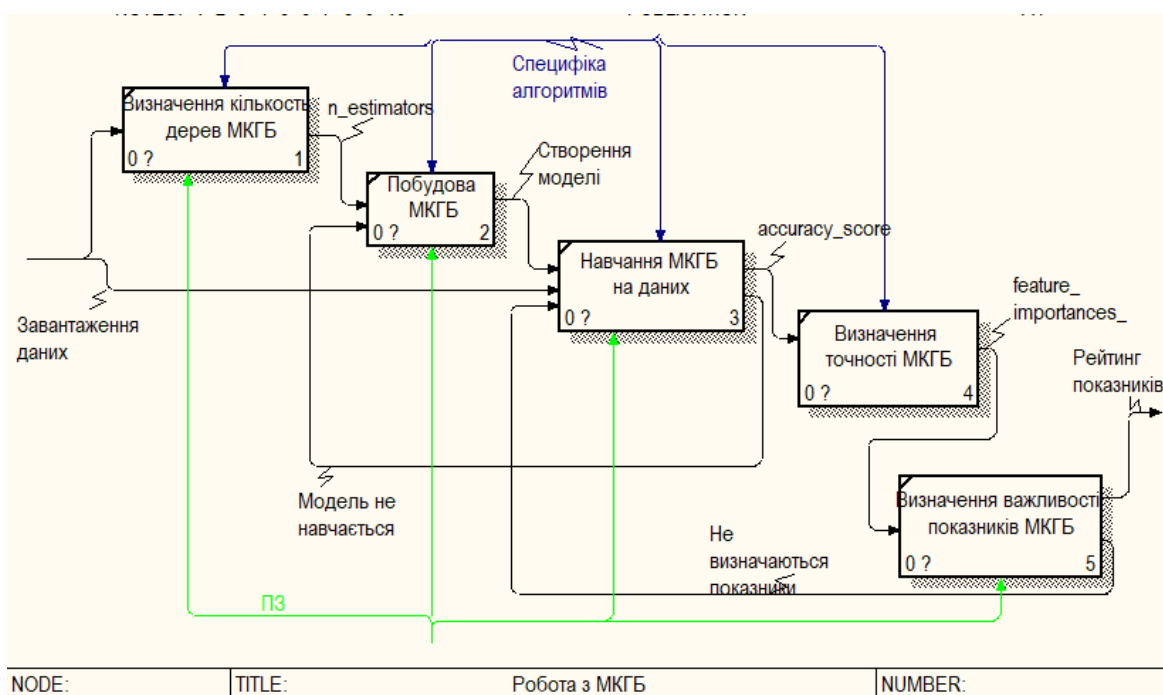 Специфіка
алгоритмів
Визначення кількость
дерев МКГБ
0 ?
1
n_estimators
Побудова
МКГБ
0 ?
2
Створення
моделі
Навчання МКГБ
на даних
0 ?
3
accuracy_score
Визначення
точності МКГБ
0 ?
4
feature_
importances_
Рейтинг
показників
Завантаження
даних
Визначення важливості
показників МКГБ
0 ?
5
Модель не
навчається
Не
визначаються
показники
ПЗ
NODE:
TITLE:
Робота з МКГБ
NUMBER: